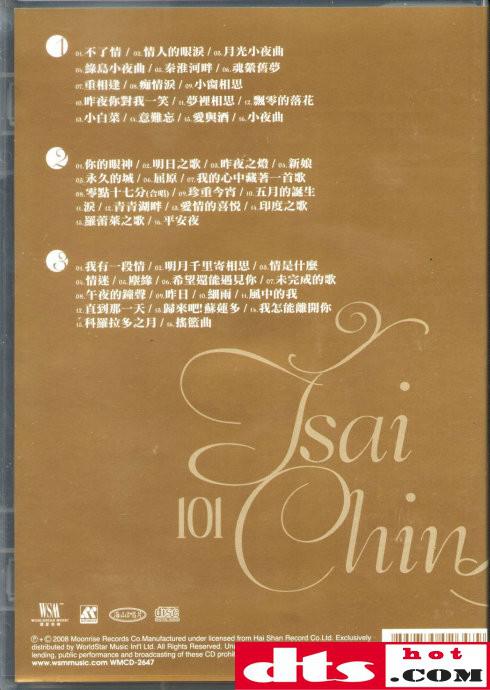 1
01.不了情 / 02.情人的眼淚 / 03.月光小夜曲
04.綠島小夜曲 / 05.秦淮河畔 / 06.魂縈舊夢
07.重相逢 / 08.痴情淚 / 09.小窗相思
10.昨夜你對我一笑 / 11.夢裡相思 / 12.飄零的落花
13.小白菜 / 14.意難忘 / 15.愛與酒 / 16.小夜曲
2
01.你的眼神 / 02.明日之歌 / 03.昨夜之燈 / 04.新娘
05.永久的城 / 06.屈原 / 07.我的心中藏著一首歌
08.零點十七分(合唱) / 09.珍重今宵 / 10.五月的誕生
11.淚 / 12.青青湖畔 / 13.愛情的喜悅 / 14.印度之歌
15.羅蕾萊之歌 / 16.平安夜
3
01.我有一段情 / 02.明月千里寄相思 / 03.情是什麼
04.情迷 / 05.塵緣 / 06.希望還能遇見你 / 07.未完成的歌
08.午夜的鐘聲 / 09.昨日 / 10.細雨 / 11.風中的我
12.直到那一天 / 13.歸來吧!蘇連多 / 14.我怎能離開你
15.科羅拉多之月 / 16.搖籃曲
Tsai
101 Chin
WSM
℗+© 2008 Moonrise Records Co.Manufactured under licensed from Hai Shan Record Co.Ltd. Exclusively
distributed by WorldStar Music Int'l Ltd. All Rights Reserved.
lending, public performance and broadcasting of these CD prohi
www.wsmmusic.com WMCD-2647
dts hot .COM